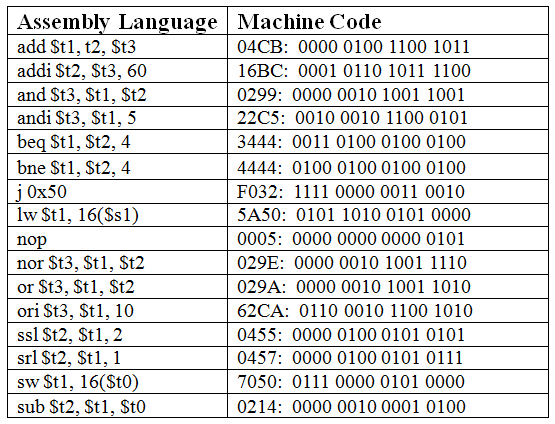 Assembly Language Machine Code
add $t1, t2, $t3 04CB: 0000 0100 1100 1011
addi $t2, $t3, 60 16BC: 0001 0110 1011 1100
and $t3, $t1, $t2 0299: 0000 0010 1001 1001
andi $t3, $t1, 5 22C5: 0010 0010 1100 0101
beq $t1, $t2, 4 3444: 0011 0100 0100 0100
bne $t1, $t2, 4 4444: 0100 0100 0100 0100
j 0x50 F032: 1111 0000 0011 0010
lw $t1, 16($s1) 5A50: 0101 1010 0101 0000
nop 0005: 0000 0000 0000 0101
nor $t3, $t1, $t2 029E: 0000 0010 1001 1110
or $t3, $t1, $t2 029A: 0000 0010 1001 1010
ori $t3, $t1, 10 62CA: 0110 0010 1100 1010
ssl $t2, $t1, 2 0455: 0000 0100 0101 0101
srl $t2, $t1, 1 0457: 0000 0100 0101 0111
sw $t1, 16($t0) 7050: 0111 0000 0101 0000
sub $t2, $t1, $t0 0214: 0000 0010 0001 0100